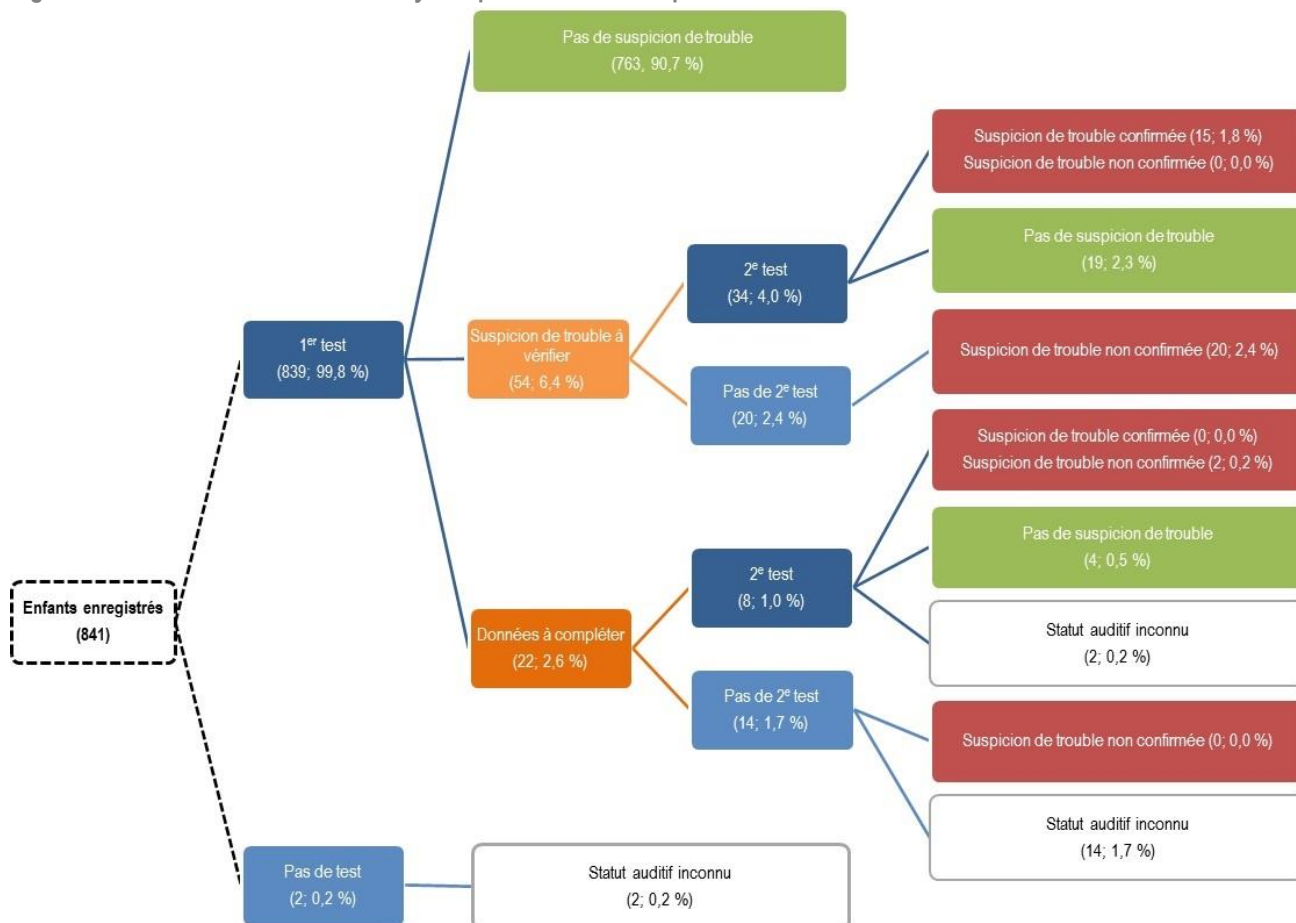 Pas de suspicion de trouble
(763, 90,7 %)
Suspicion de trouble confirmée (15; 1,8 %)
Suspicion de trouble non confirmée (0; 0,0 %)
Pas de suspicion de trouble
(19; 2,3 %)
2e test
(34; 4,0 %)
1er test
(839; 99,8 %)
Suspicion de trouble à
vérifier
(54; 6,4 %)
Suspicion de trouble non confirmée (20; 2,4 %)
Pas de 2e test
(20; 2,4 %)
Suspicion de trouble confirmée (0; 0,0 %)
Suspicion de trouble non confirmée (2; 0,2 %)
Pas de suspicion de trouble
(4; 0,5 %)
2e test
(8; 1,0 %)
Enfants enregistrés
(841)
Données à compléter
(22; 2,6 %)
Statut auditif inconnu
(2; 0,2 %)
Pas de 2e test
(14; 1,7 %)
Suspicion de trouble non confirmée (0; 0,0 %)
Statut auditif inconnu
(14; 1,7 %)
Pas de test
(2; 0,2 %)
Statut auditif inconnu
(2; 0,2 %)